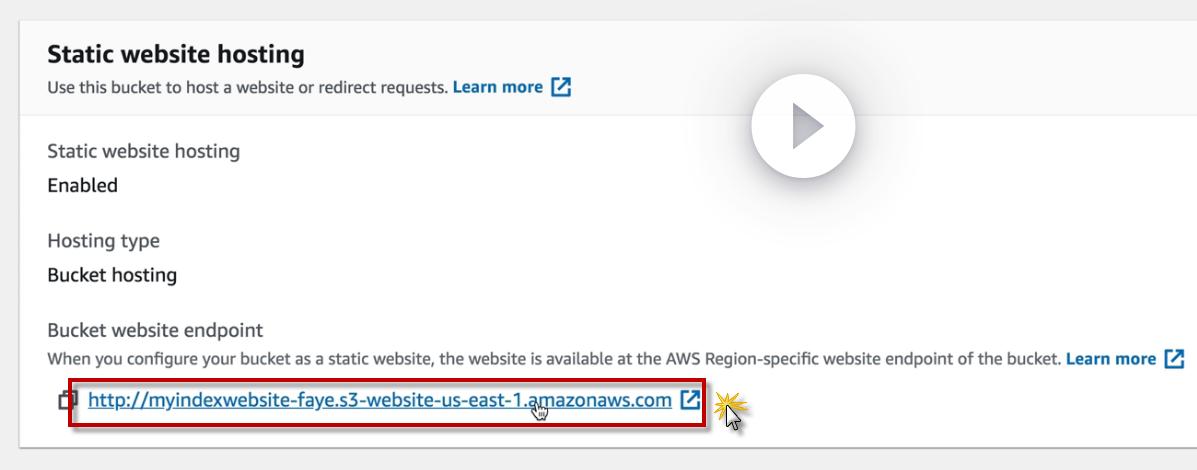 Static website hosting
Use this bucket to host a website or redirect requests. Learn more
Static website hosting
Enabled
Hosting type
Bucket hosting
Bucket website endpoint
When you configure your bucket as a static website, the website is available at the AWS Region-specific website endpoint of the bucket. Learn more
http://myindexwebsite-faye.s3-website-us-east-1.amazonaws.com